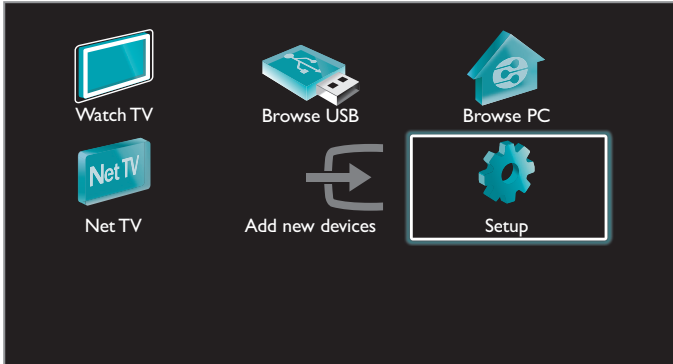 Watch TV
Browse USB
Browse PC
Net TV
Net TV
Add new devices
Setup